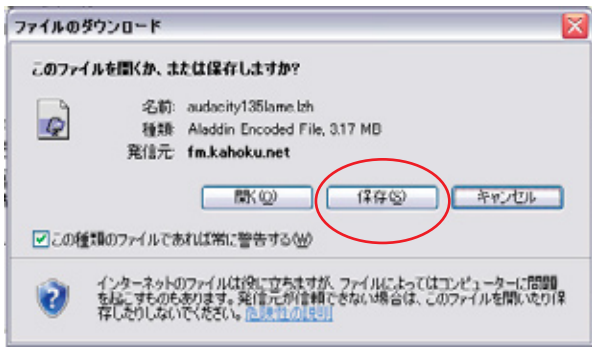 ファイルのダウンロード
このファイルを開くか、または保存しますか?
名前: audacity135lame.lzh
種類: Aladdin Encoded File, 3.17 MB
発信元: fm.kahoku.net
開く(O) 保存(S) キャンセル
この種類のファイルであれば常に警告する(W)
インターネットのファイルは役に立ちますが、ファイルによってはコンピューターに問題
を起こすものもあります。発信元が信頼できない場合は、このファイルを開いたり保
存したりしないでください。危険性の説明